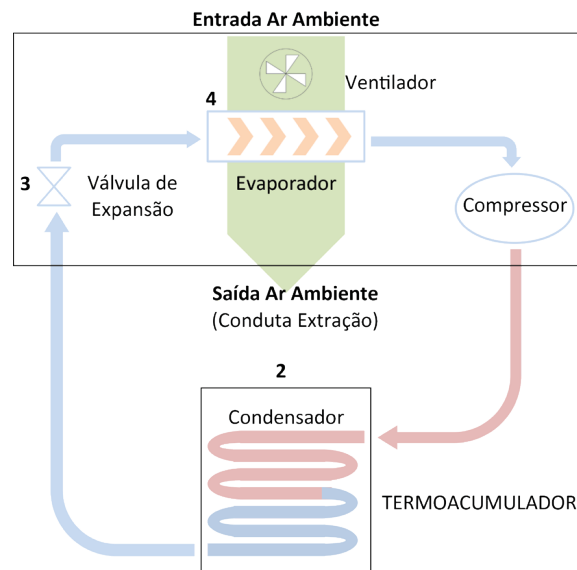 Entrada Ar Ambiente
Ventilador
4
Evaporador
3
Válvula de
Expansão
Compressor
Saída Ar Ambiente
(Conduta Extração)
2
Condensador
TERMOACUMULADOR